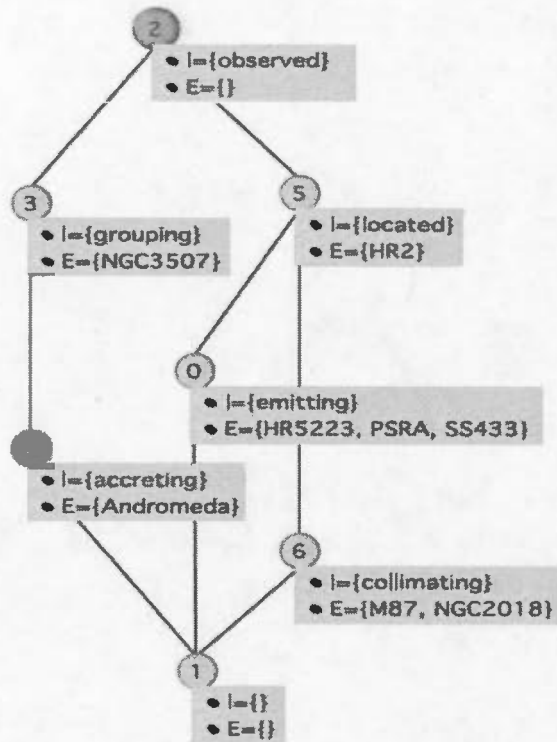 2
• I={observed}
• E={}
3
• I={grouping}
• E={NGC3507}
5
• I={located}
• E={HR2}
0
• I={emitting}
• E={HR5223, PSRA, SS433}
• I={accreting}
• E={Andromeda}
6
• I={collimating}
• E={M87, NGC2018}
1
• I={}
• E={}